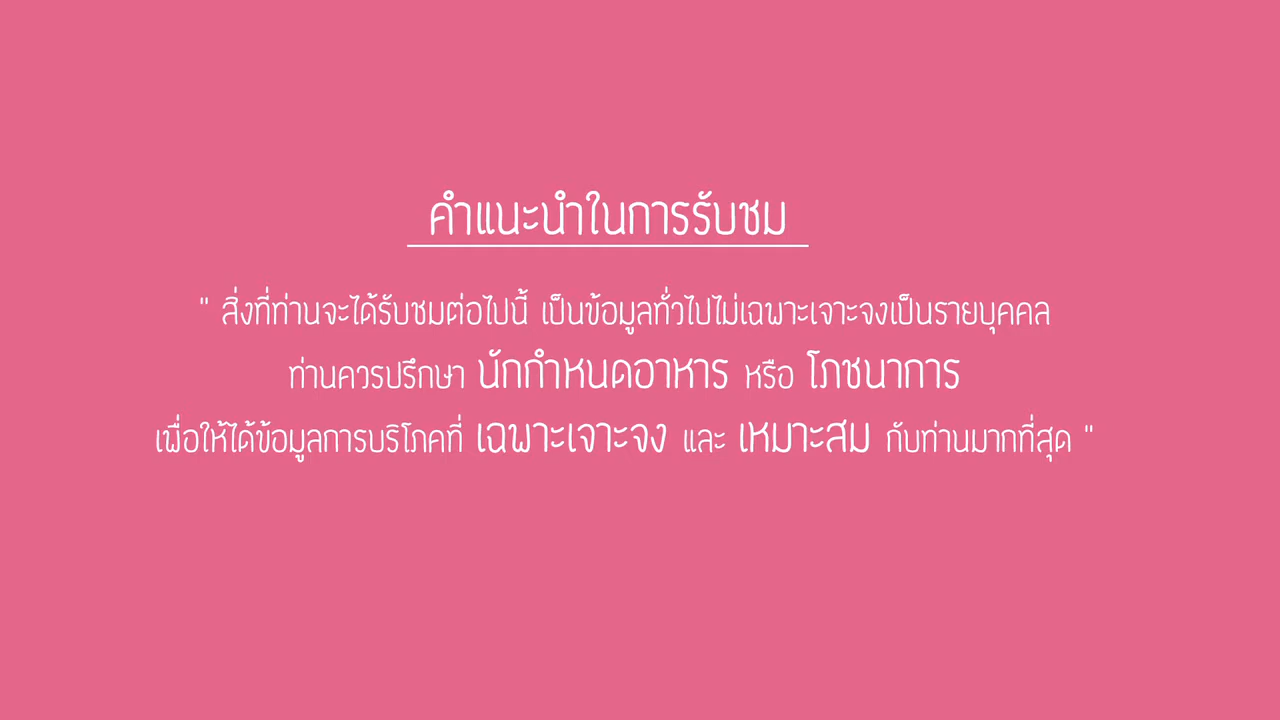 คำแนะนำในการรับชม
" สิ่งที่ท่านจะได้รับชมต่อไปนี้ เป็นข้อมูลทั่วไปไม่เฉพาะเจาะจงเป็นรายบุคคล
ท่านควรปรึกษา นักกำหนดอาหาร หรือ โภชนาการ
เพื่อให้ได้ข้อมูลการบริโภคที่ เฉพาะเจาะจง และ เหมาะสม กับท่านมากที่สุด "